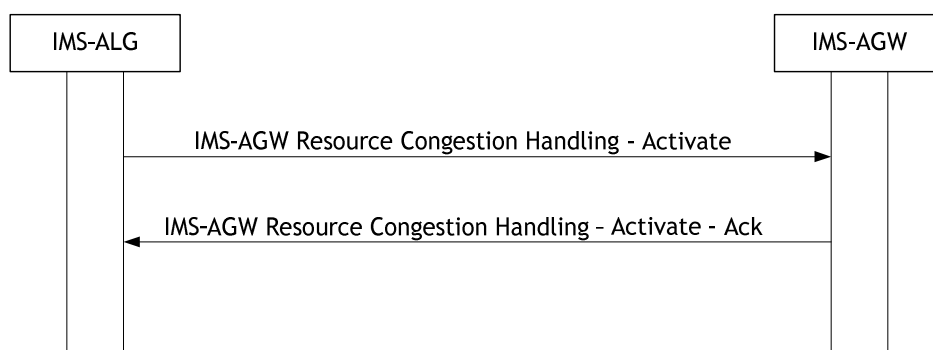 IMS-ALG
IMS-AGW
IMS-AGW Resource Congestion Handling - Activate
IMS-AGW Resource Congestion Handling – Activate - Ack